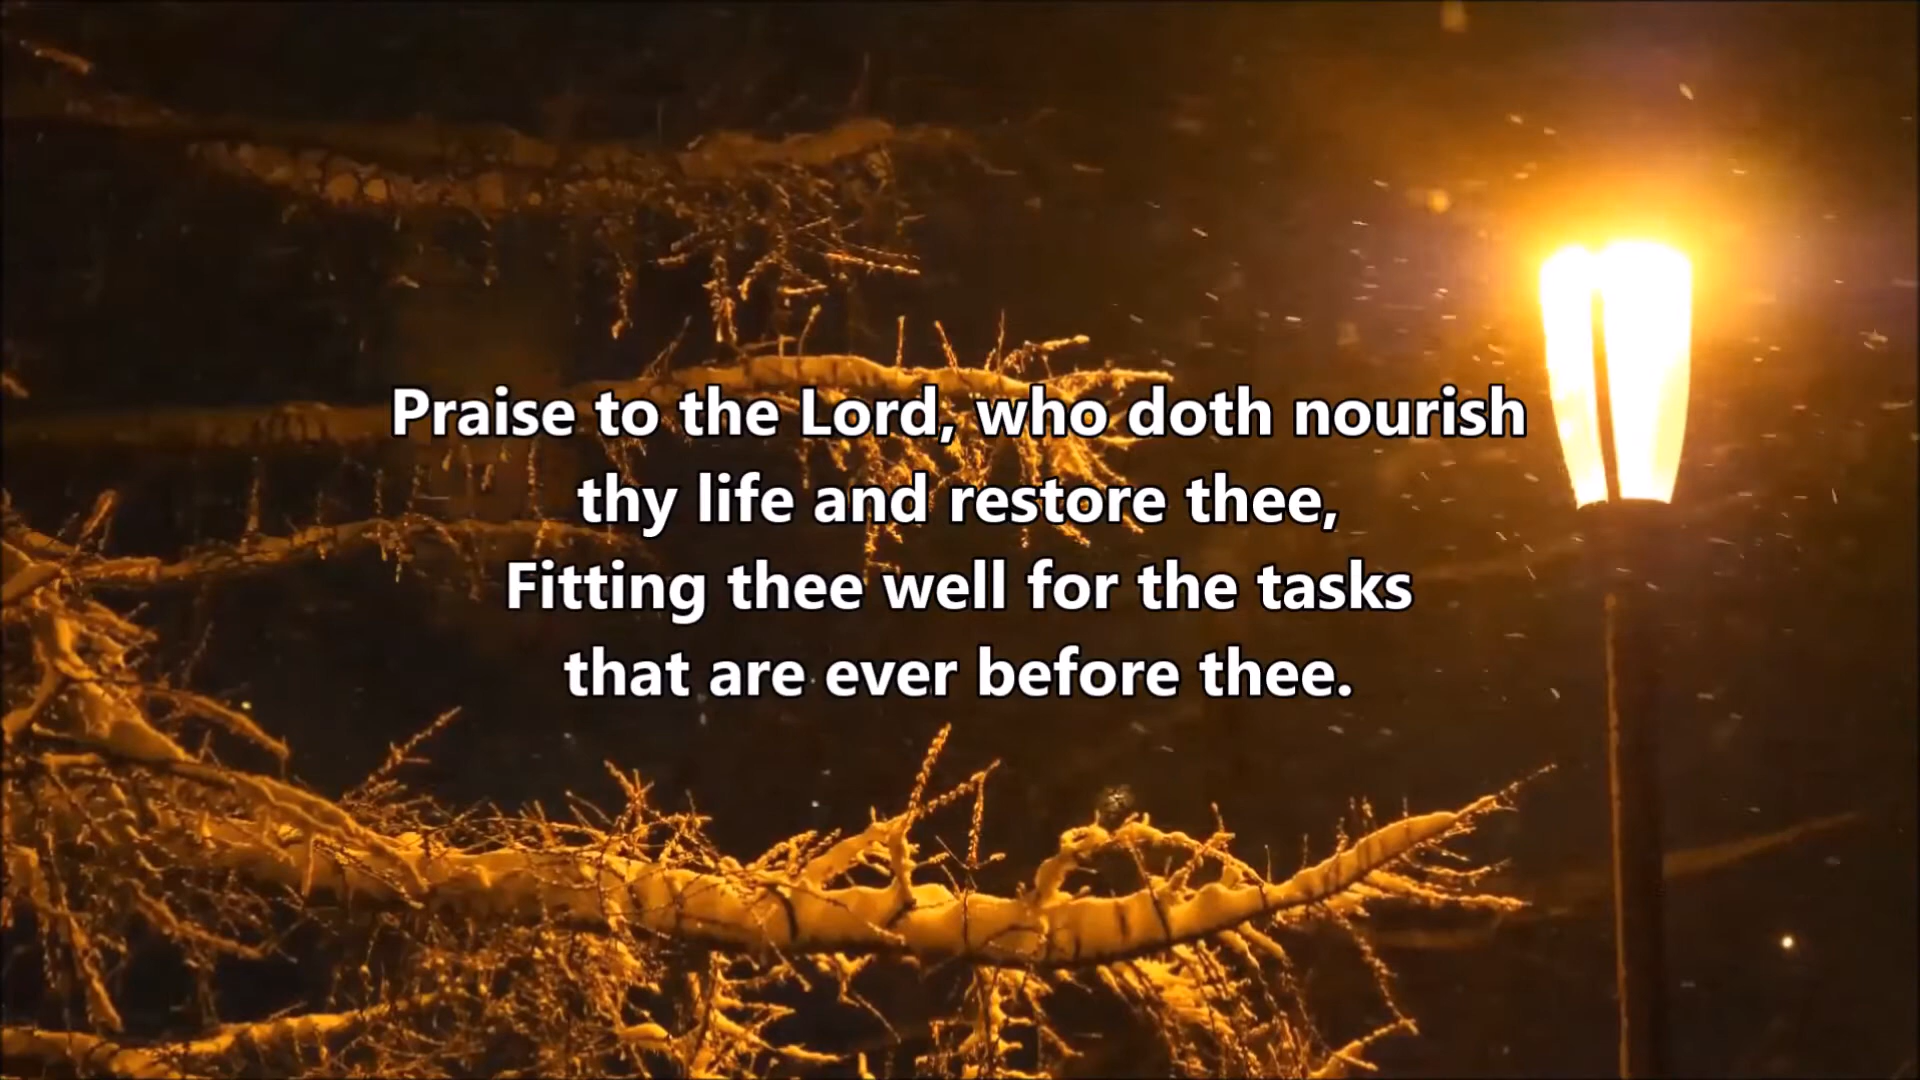 Praise to the Lord, who doth nourish
thy life and restore thee,
Fitting thee well for the tasks
that are ever before thee.